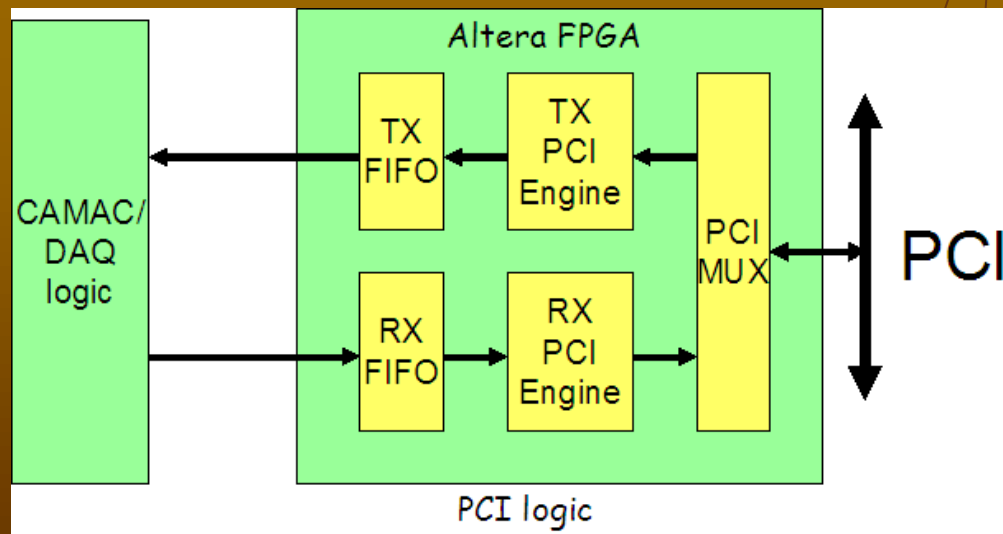 Altera FPGA
CAMAC/
DAQ
logic
TX
FIFO
TX
PCI
Engine
PCI
MUX
PCI
RX
FIFO
RX
PCI
Engine
PCI logic